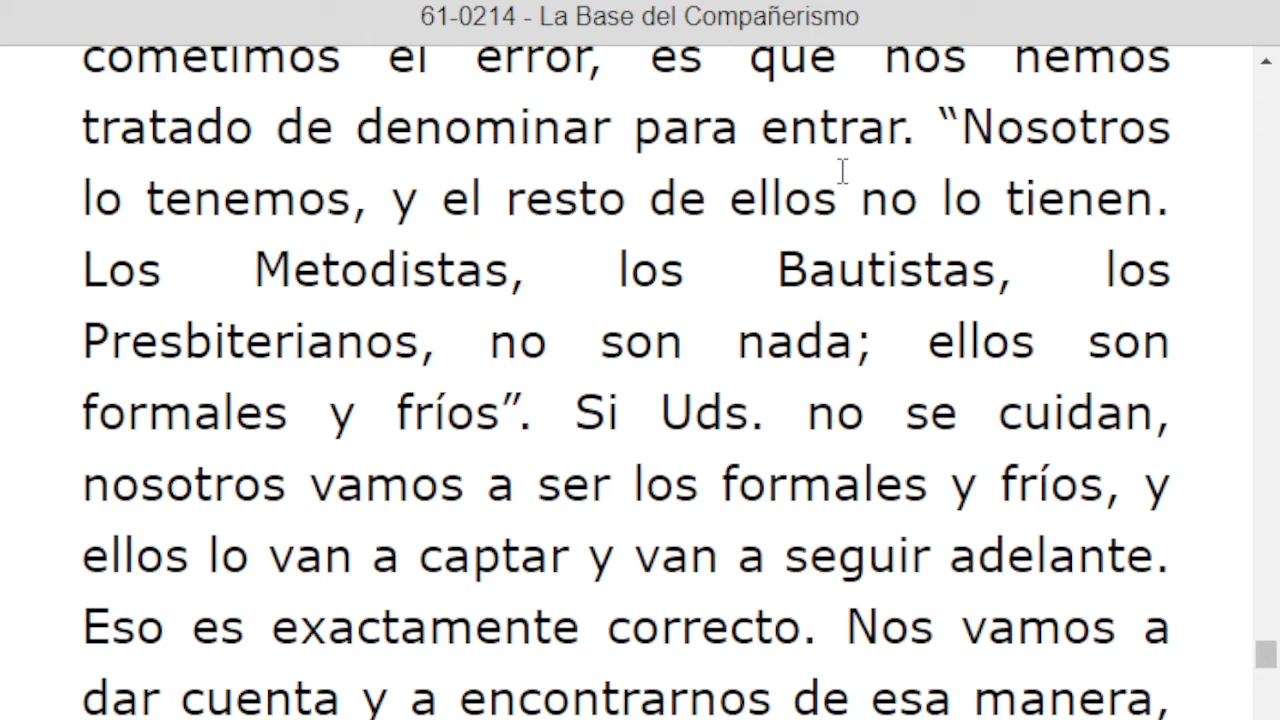 61-0214 - La Base del Compañerismo
cometimos el error, es que nos hemos
tratado de denominar para entrar. “Nosotros
lo tenemos, y el resto de ellos no lo tienen.
Los Metodistas, los Bautistas, los
Presbiterianos, no son nada; ellos son
formales y fríos”. Si Uds. no se cuidan,
nosotros vamos a ser los formales y fríos, y
ellos lo van a captar y van a seguir adelante.
Eso es exactamente correcto. Nos vamos a
dar cuenta y a encontrarnos de esa manera,